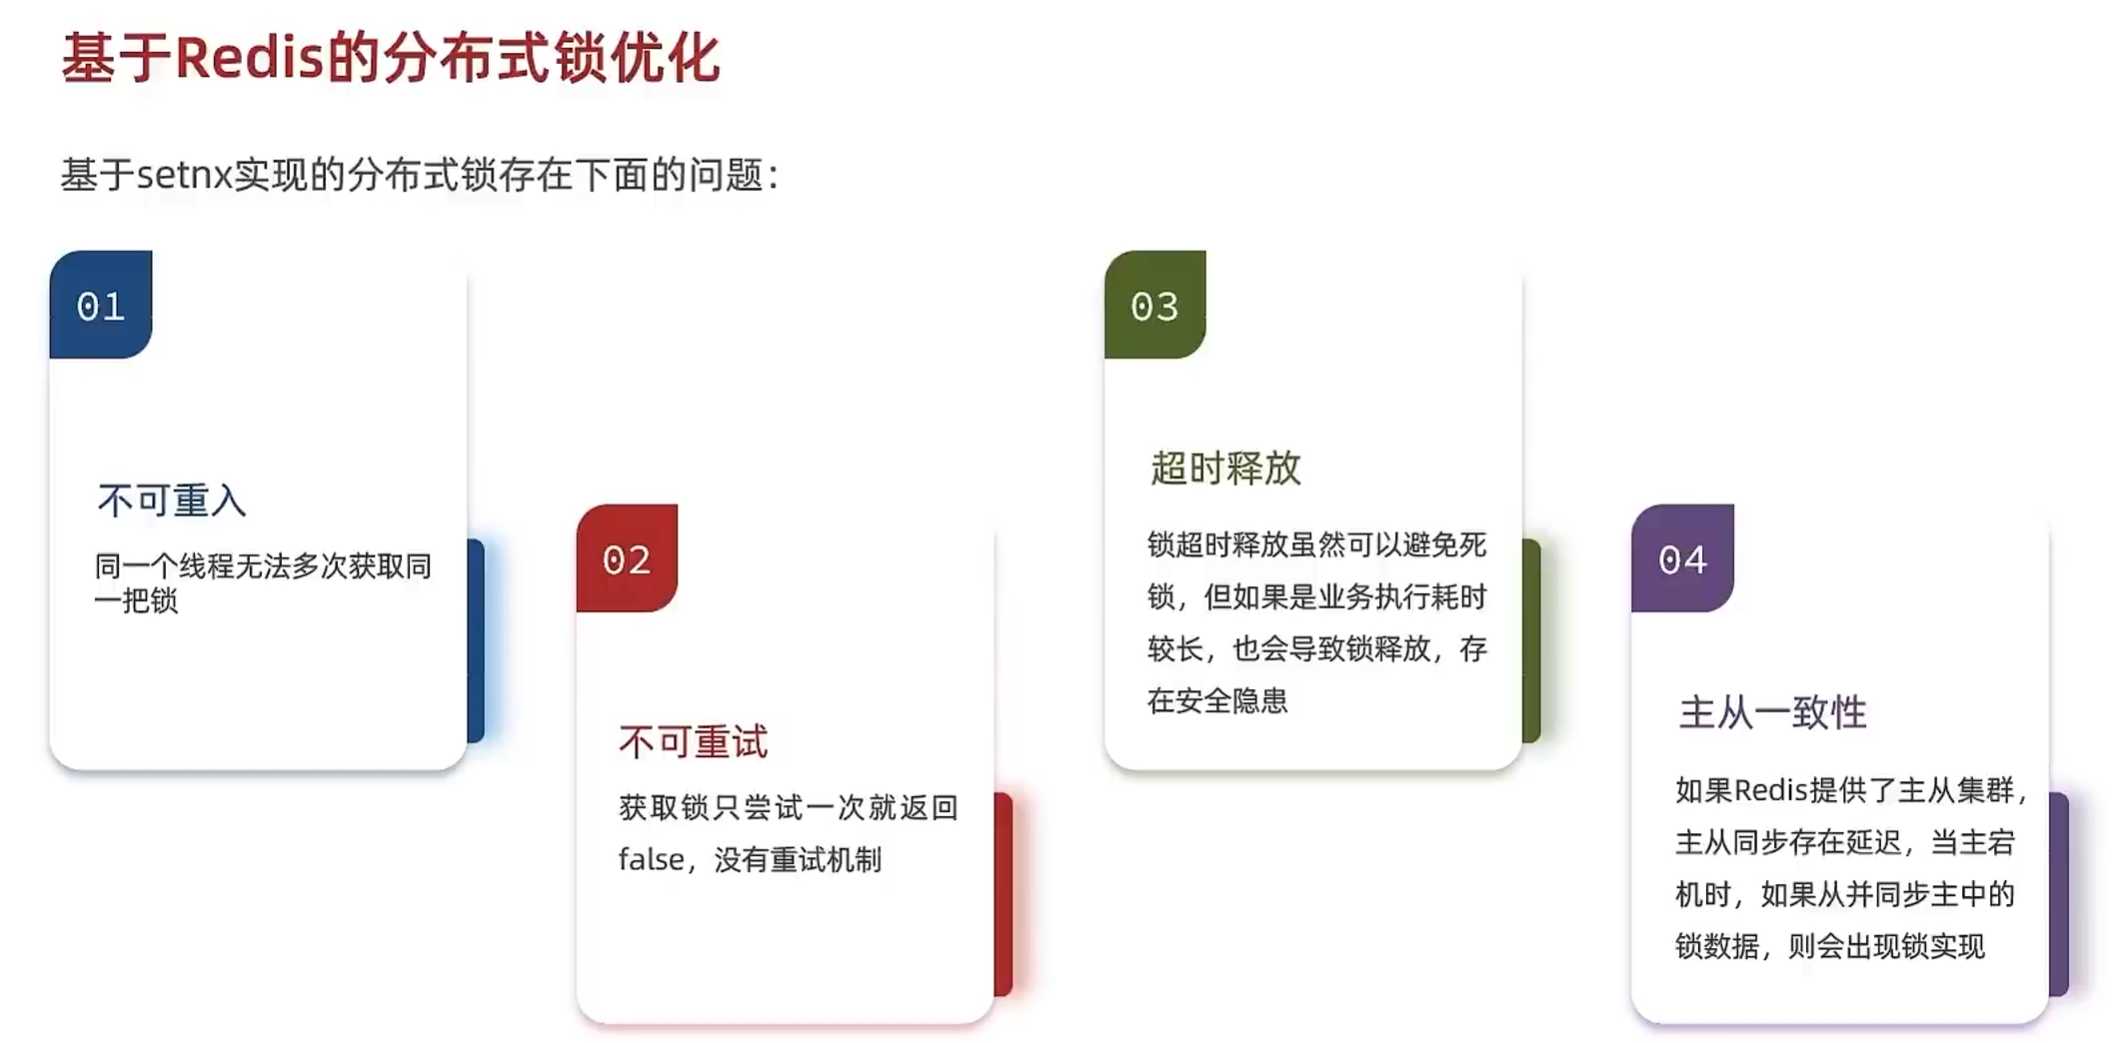 基于Redis的分布式锁优化
基于setnx实现的分布式锁存在下面的问题：
01
不可重入
同一个线程无法多次获取同
一把锁
02
不可重试
获取锁只尝试一次就返回
false，没有重试机制
03
超时释放
锁超时释放虽然可以避免死
锁，但如果是业务执行耗时
较长，也会导致锁释放，存
在安全隐患
04
主从一致性
如果Redis提供了主从集群，
主从同步存在延迟，当主宕
机时，如果从并同步主中的
锁数据，则会出现锁实现